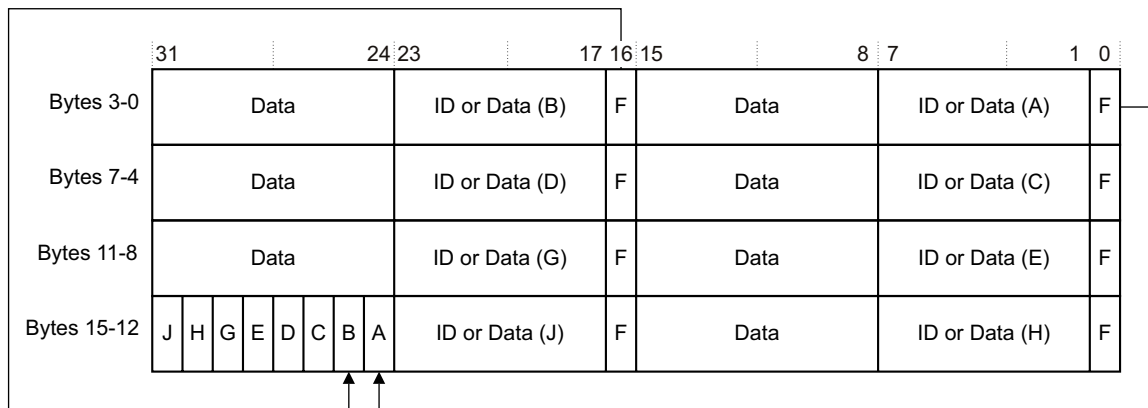 31 24 23 17 16 15 8 7 1 0
Bytes 3-0 Data ID or Data (B) F Data ID or Data (A) F
Bytes 7-4 Data ID or Data (D) F Data ID or Data (C) F
Bytes 11-8 Data ID or Data (G) F Data ID or Data (E) F
Bytes 15-12 J H G E D C B A ID or Data (J) F Data ID or Data (H) F